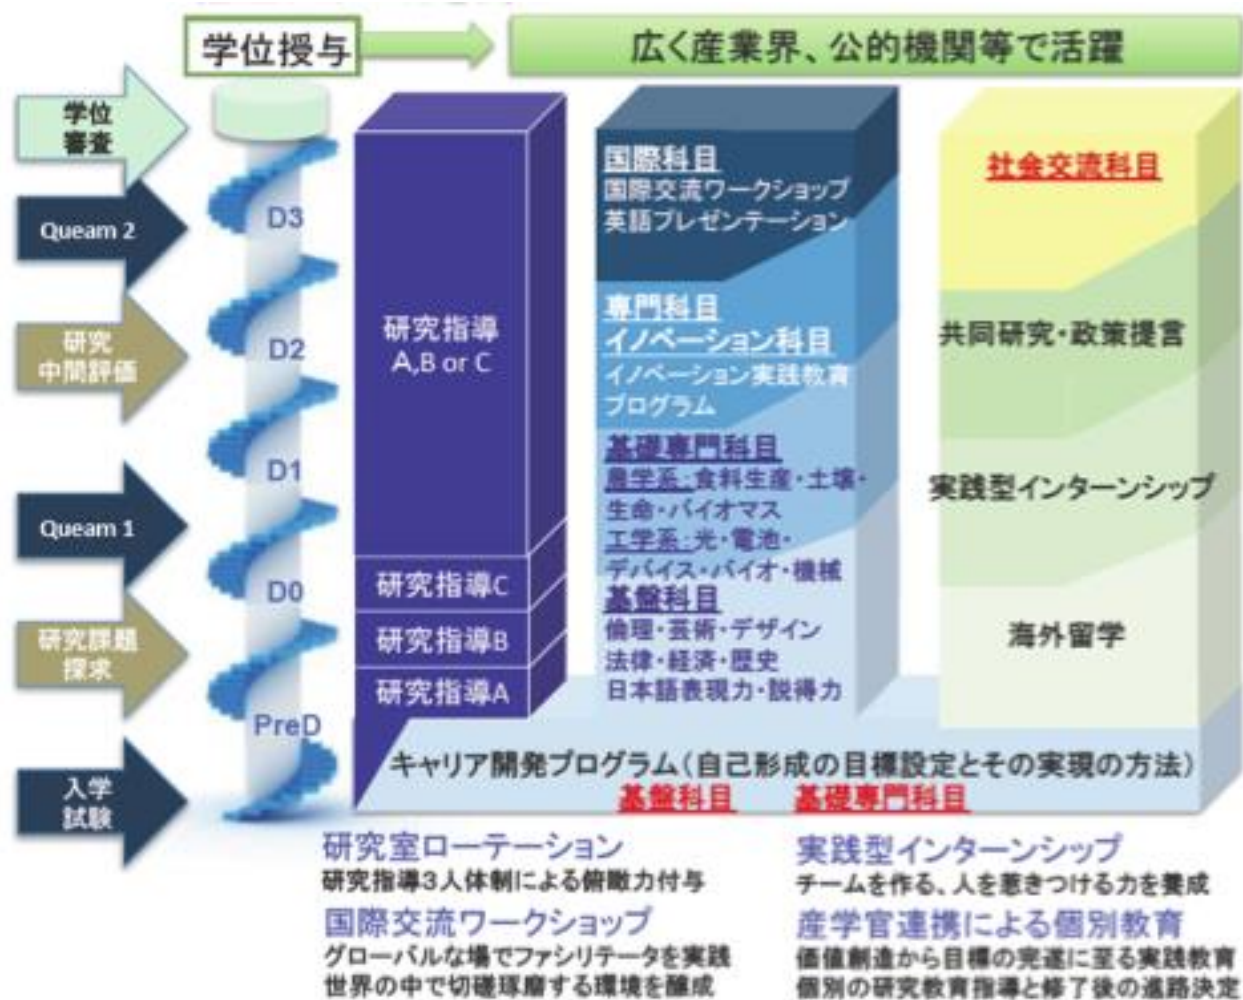 学位授与
広く産業界、公的機関等で活躍
学位
審査
Queam 2
研究
中間評価
Queam 1
研究課題
探求
入学
試験
D3
D2
D1
D0
PreD
研究指導
A,B or C
研究指導C
研究指導B
研究指導A
国際科目
国際交流ワークショップ
英語プレゼンテーション
専門科目
イノベーション科目
イノベーション実践教育
プログラム
基礎専門科目
農学系:食料生産・土壌・
生命・バイオマス
工学系:光・電池・
デバイス・バイオ・機械
基盤科目
倫理・芸術・デザイン
法律・経済・歴史
日本語表現力・説得力
社会交流科目
共同研究・政策提言
実践型インターンシップ
海外留学
キャリア開発プログラム(自己形成の目標設定とその実現の方法)
基盤科目 基礎専門科目
研究室ローテーション
研究指導3人体制による俯瞰力付与
国際交流ワークショップ
グローバルな場でファシリテータを実践
世界の中で切磋琢磨する環境を醸成
実践型インターンシップ
チームを作る、人を惹きつける力を養成
産学官連携による個別教育
価値創造から目標の完遂に至る実践教育
個別の研究教育指導と修了後の進路決定